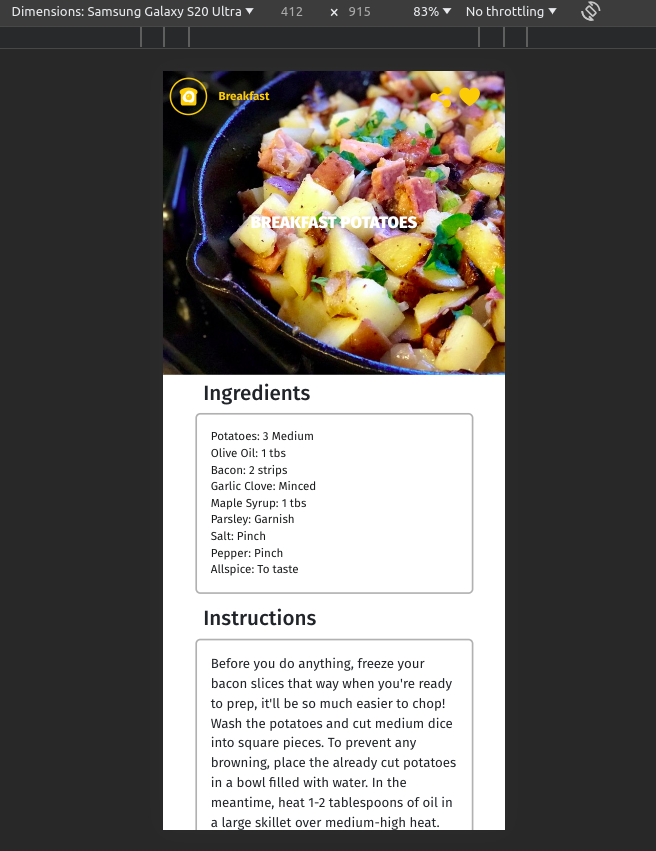 Dimensions: Samsung Galaxy S20 Ultra 412 × 915 83% No throttling
Breakfast
BREAKFAST POTATOES
Ingredients
Potatoes: 3 Medium
Olive Oil: 1 tbs
Bacon: 2 strips
Garlic Clove: Minced
Maple Syrup: 1 tbs
Parsley: Garnish
Salt: Pinch
Pepper: Pinch
Allspice: To taste
Instructions
Before you do anything, freeze your
bacon slices that way when you're ready
to prep, it'll be so much easier to chop!
Wash the potatoes and cut medium dice
into square pieces. To prevent any
browning, place the already cut potatoes
in a bowl filled with water. In the
meantime, heat 1-2 tablespoons of oil in
a large skillet over medium-high heat.